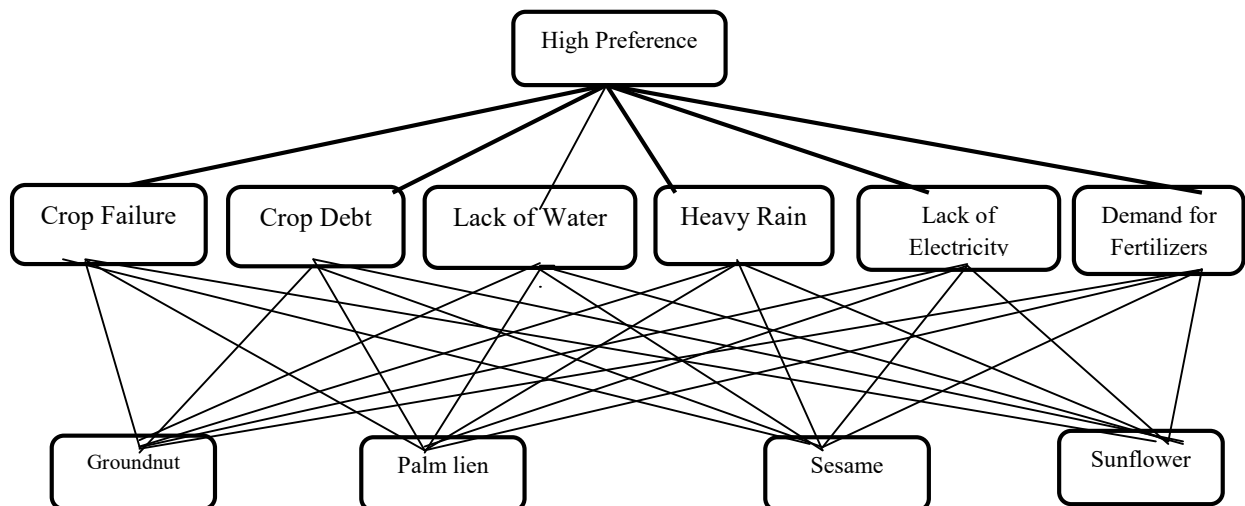 High Preference
Crop Failure
Crop Debt
Lack of Water
Heavy Rain
Lack of
Electricity
Demand for
Fertilizers
Groundnut
Palm lien
Sesame
Sunflower